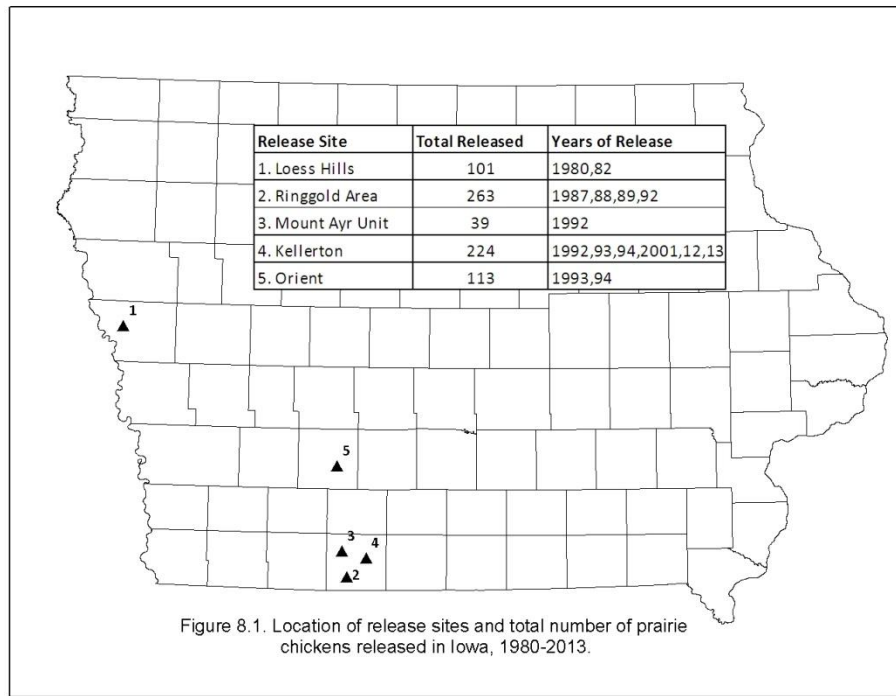 Release Site Total Released Years of Release
1. Loess Hills 101 1980,82
2. Ringgold Area 263 1987,88,89,92
3. Mount Ayr Unit 39 1992
4. Kellerton 224 1992,93,94,2001,12,13
5. Orient 113 1993,94
1
5
3
4
2
Figure 8.1. Location of release sites and total number of prairie
chickens released in Iowa, 1980-2013.